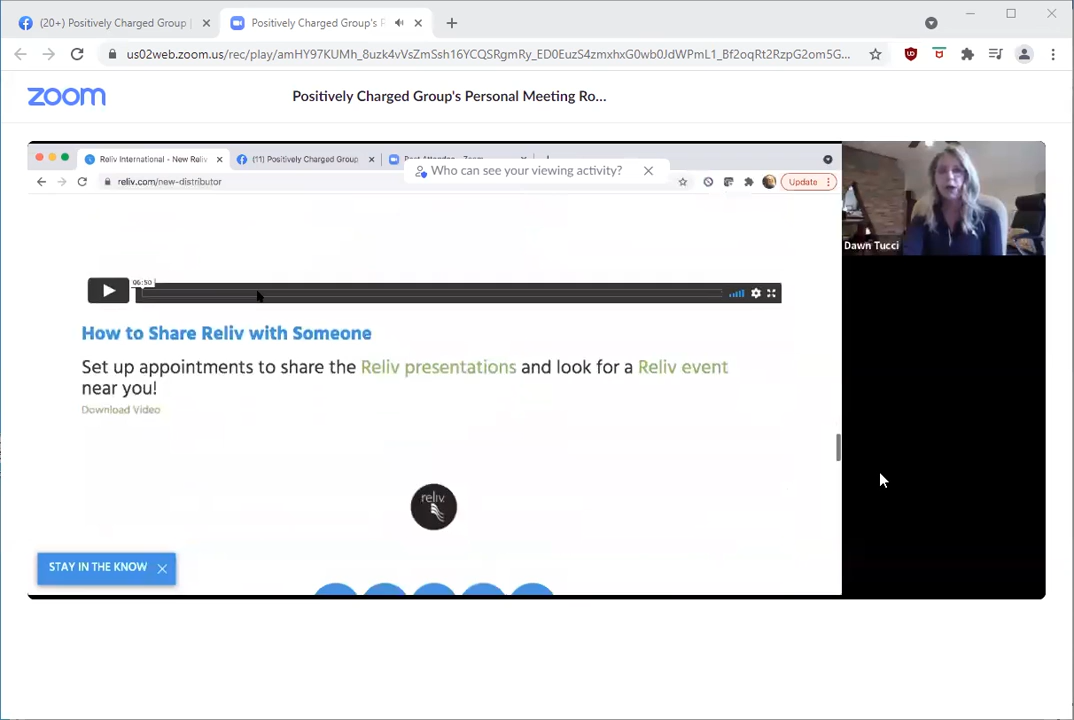 (20+) Positively Charged Group |
Positively Charged Group's P
us02web.zoom.us/rec/play/amHY97KUMh_8uzk4vVsZmSsh16YCQSRgmRy_ED0EuzS4zmxhxG0wb0JdWPmL1_Bf2oqRt2RzpG2om5G...
zoom
Positively Charged Group's Personal Meeting Ro...
Reliv International - New Reliv
(11) Positively Charged Group
Who can see your viewing activity?
reliv.com/new-distributor
Update
Dawn Tucci
06:50
How to Share Reliv with Someone
Set up appointments to share the Reliv presentations and look for a Reliv event
near you!
Download Video
reliv
STAY IN THE KNOW